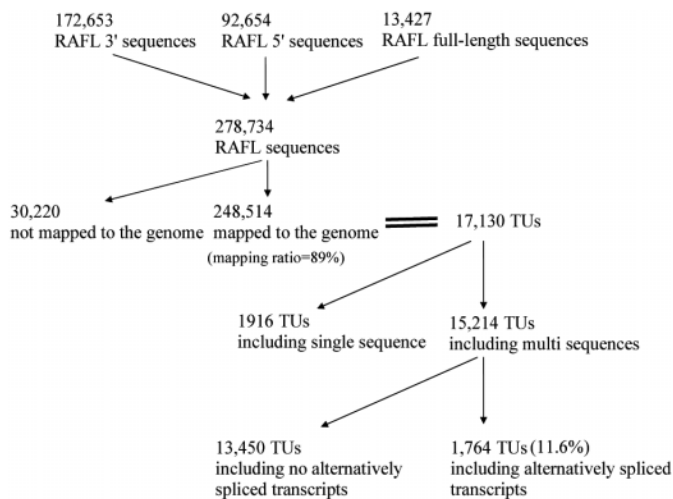 172,653
RAFL 3' sequences
92,654
RAFL 5' sequences
13,427
RAFL full-length sequences
278,734
RAFL sequences
30,220
not mapped to the genome
248,514
mapped to the genome
(mapping ratio=89%)
17,130 TUs
1916 TUs
including single sequence
15,214 TUs
including multi sequences
13,450 TUs
including no alternatively
spliced transcripts
1,764 TUs (11.6%)
including alternatively spliced
transcripts